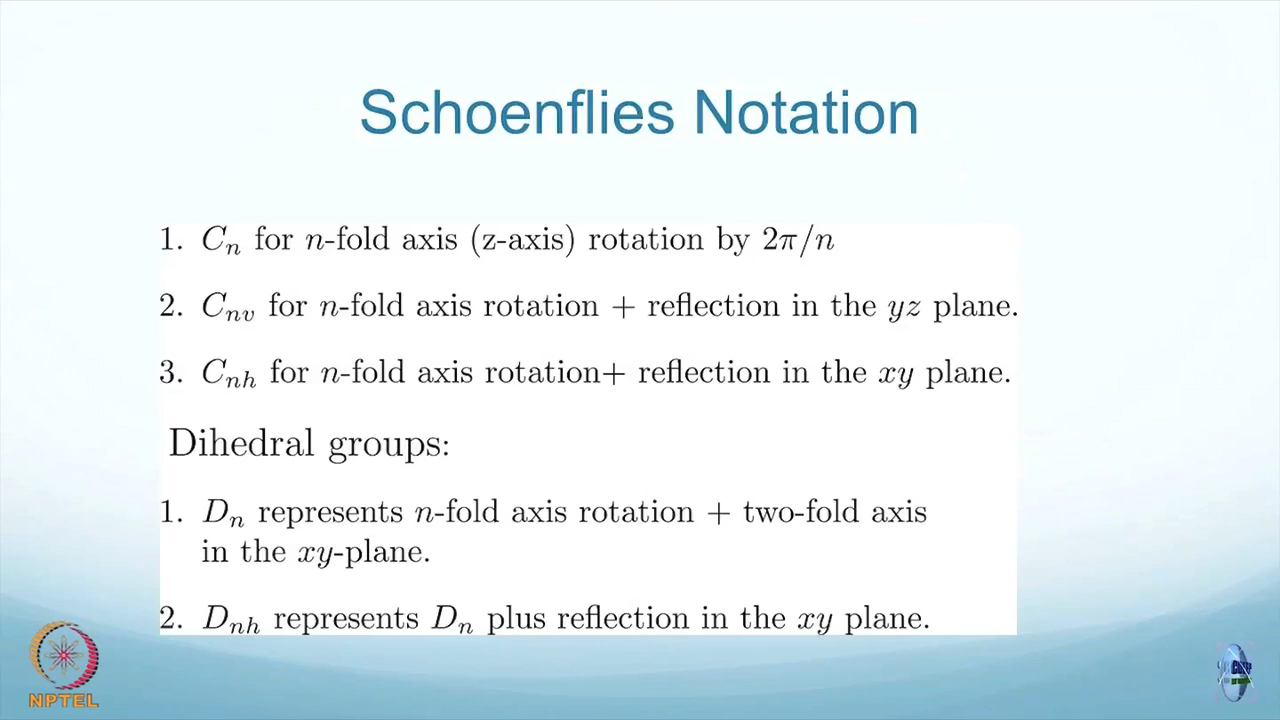 Schoenflies Notation
1. Cₙ for n-fold axis (z-axis) rotation by 2π/n
2. Cₙᵥ for n-fold axis rotation + reflection in the yz plane.
3. Cₙₕ for n-fold axis rotation+ reflection in the xy plane.
Dihedral groups:
1. Dₙ represents n-fold axis rotation + two-fold axis
in the xy-plane.
2. Dₙₕ represents Dₙ plus reflection in the xy plane.
NPTEL